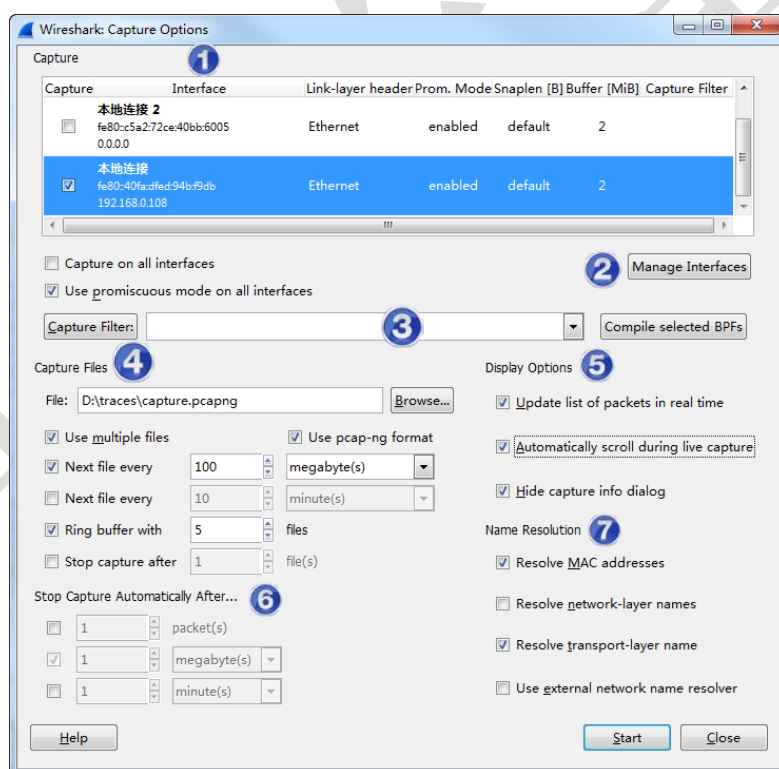 Wireshark: Capture Options
Capture
1
Capture Interface Link-layer header Prom. Mode Snaplen [B] Buffer [MiB] Capture Filter
本地连接 2
fe80::c5a2:72ce:40bb:6005 Ethernet enabled default 2
0.0.0.0
本地连接
fe80::40fa:dfed:94b:f9db Ethernet enabled default 2
192.168.0.108
Capture on all interfaces
2
Manage Interfaces
Use promiscuous mode on all interfaces
Capture Filter: 3 Compile selected BPFs
Capture Files 4
File: D:\traces\capture.pcapng Browse...
Use multiple files Use pcap-ng format
Next file every 100 megabyte(s)
Next file every 10 minute(s)
Ring buffer with 5 files
Stop capture after 1 file(s)
Stop Capture Automatically After... 6
1 packet(s)
1 megabyte(s)
1 minute(s)
Display Options 5
Update list of packets in real time
Automatically scroll during live capture
Hide capture info dialog
Name Resolution 7
Resolve MAC addresses
Resolve network-layer names
Resolve transport-layer name
Use external network name resolver
Help Start Close